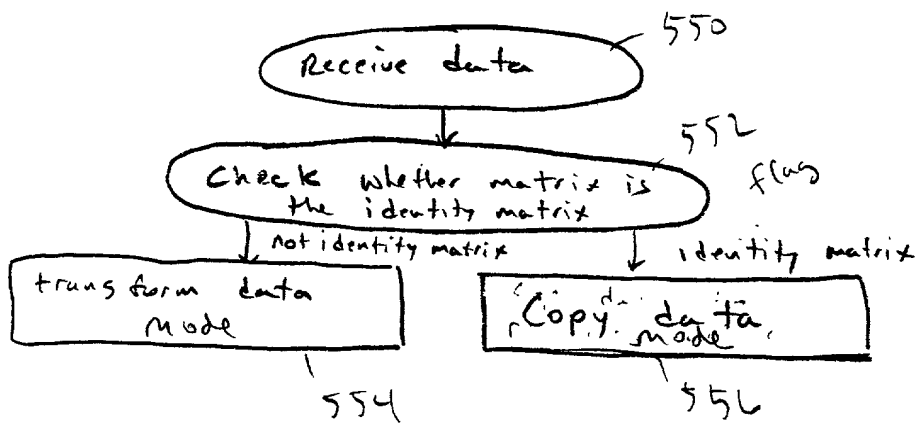 550
Receive data
552
Check whether matrix is
the identity matrix
flag
not identity matrix
identity matrix
transform data
mode
Copy data
mode
554
556